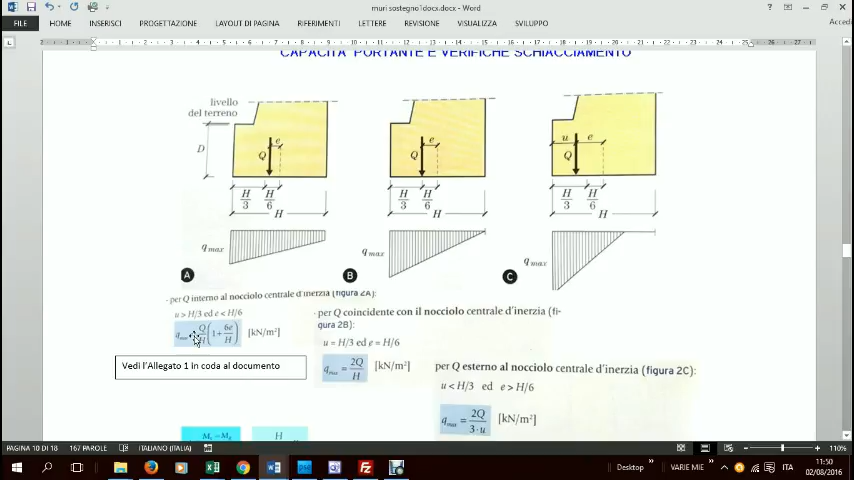 muri sostegno1docx.docx - Word
FILE HOME INSERISCI PROGETTAZIONE LAYOUT DI PAGINA RIFERIMENTI LETTERE REVISIONE VISUALIZZA SVILUPPO Accedi
CAPACITÀ PORTANTE E VERIFICHE SCHIACCIAMENTO
livello
del terreno
D
e
Q
H/3 H/6
H
q max
A
e
Q
H/3 H/6
H
q max
B
u e
Q
H/3 H/6
H
q max
C
· per Q interno al nocciolo centrale d'inerzia (figura 2A):
u > H/3 ed e < H/6
Q/H (1 + 6e/H) [kN/m²]
Vedi l'Allegato 1 in coda al documento
· per Q coincidente con il nocciolo centrale d'inerzia (fi-
gura 2B):
u = H/3 ed e = H/6
q max = 2Q/H [kN/m²]
per Q esterno al nocciolo centrale d'inerzia (figura 2C):
u < H/3 ed e > H/6
q max = 2Q/3·u [kN/m²]
H
PAGINA 10 DI 18 167 PAROLE ITALIANO (ITALIA) 110%
Desktop VARIE MIE ITA 11:50
02/08/2016